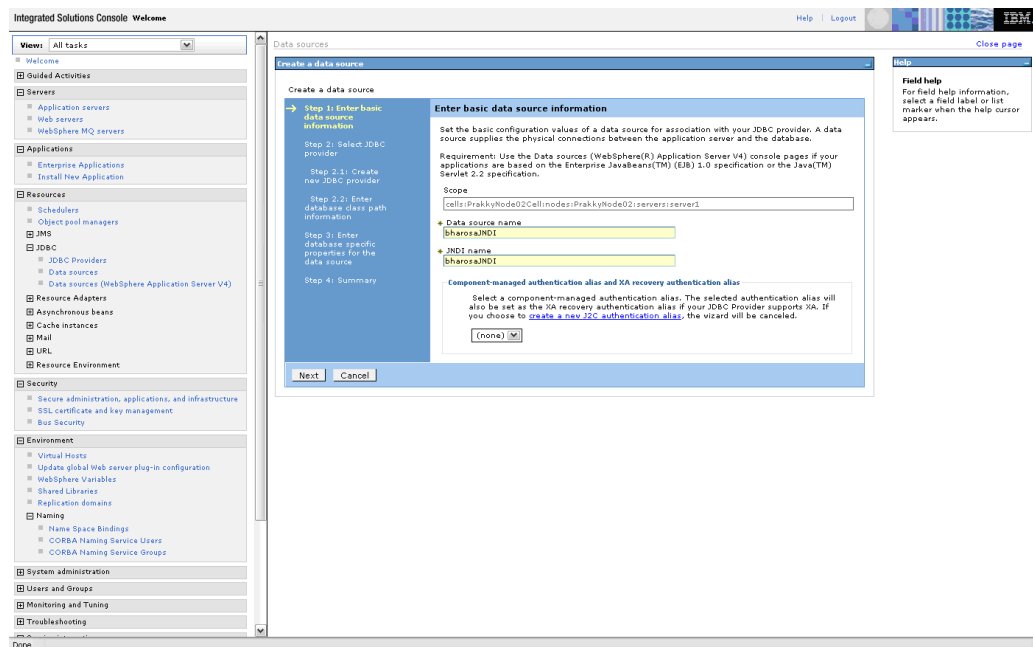 Integrated Solutions Console Welcome
Help | Logout
IBM
View: All tasks
Welcome
Guided Activities
Servers
Application servers
Web servers
WebSphere MQ servers
Applications
Enterprise Applications
Install New Application
Resources
Schedulers
Object pool managers
JMS
JDBC
JDBC Providers
Data sources
Data sources (WebSphere Application Server V4)
Resource Adapters
Asynchronous beans
Cache instances
Mail
URL
Resource Environment
Security
Secure administration, applications, and infrastructure
SSL certificate and key management
Bus Security
Environment
Virtual Hosts
Update global Web server plug-in configuration
WebSphere Variables
Shared Libraries
Replication domains
Naming
Name Space Bindings
CORBA Naming Service Users
CORBA Naming Service Groups
System administration
Users and Groups
Monitoring and Tuning
Troubleshooting
Done
Data sources
Close page
Create a data source
Create a data source
Step 1: Enter basic
data source
information
Step 2: Select JDBC
provider
Step 2.1: Create
new JDBC provider
Step 2.2: Enter
database class path
information
Step 3: Enter
database specific
properties for the
data source
Step 4: Summary
Enter basic data source information
Set the basic configuration values of a data source for association with your JDBC provider. A data
source supplies the physical connections between the application server and the database.
Requirement: Use the Data sources (WebSphere(R) Application Server V4) console pages if your
applications are based on the Enterprise JavaBeans(TM) (EJB) 1.0 specification or the Java(TM)
Servlet 2.2 specification.
Scope
cells:PrakkyNode02Cell:nodes:PrakkyNode02:servers:server1
* Data source name
bharosaJNDI
* JNDI name
bharosaJNDI
Component-managed authentication alias and XA recovery authentication alias
Select a component-managed authentication alias. The selected authentication alias will
also be set as the XA recovery authentication alias if your JDBC Provider supports XA. If
you choose to create a new J2C authentication alias, the wizard will be canceled.
(none)
Next
Cancel
Help
Field help
For field help information,
select a field label or list
marker when the help cursor
appears.